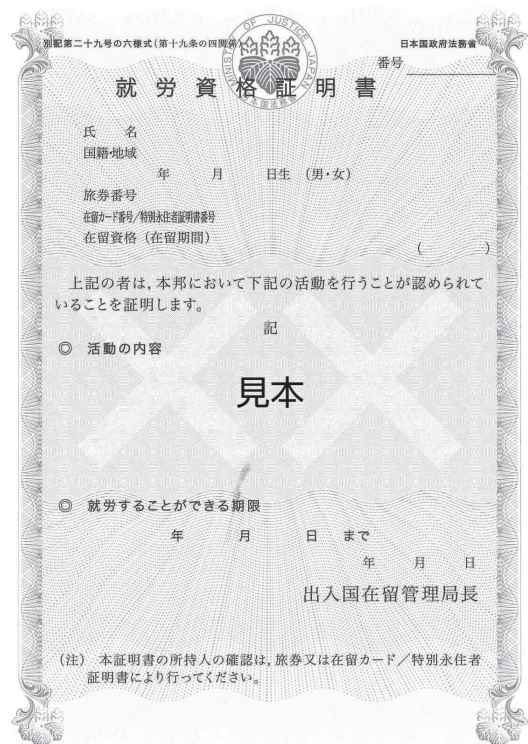 別記第二十九号の六様式(第十九条の四関係)
日本国政府法務省
MINISTRY OF JUSTICE JAPAN
日本国法務省
番号
就労資格証明書
氏 名
国籍・地域
年 月 日生 (男・女)
旅券番号
在留カード番号/特別永住者証明書番号
在留資格 (在留期間)
( )
上記の者は,本邦において下記の活動を行うことが認められて
いることを証明します。
記
◎ 活動の内容
見本
◎ 就労することができる期限
年 月 日 まで
年 月 日
出入国在留管理局長
(注) 本証明書の所持人の確認は,旅券又は在留カード/特別永住者
証明書により行ってください。